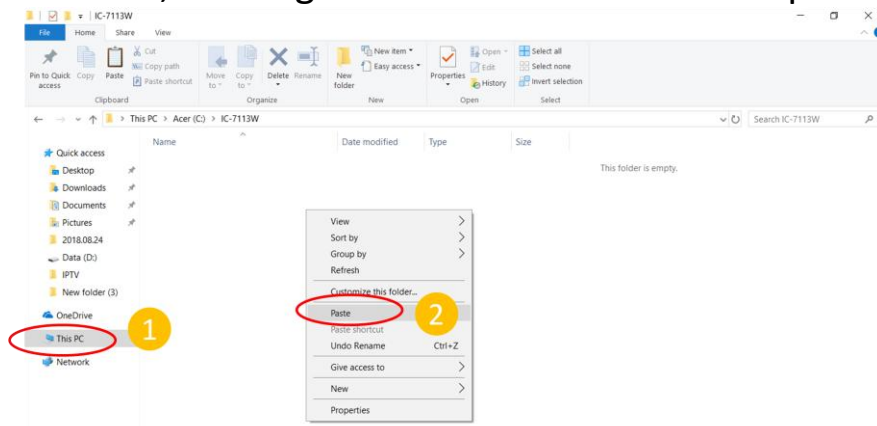 IC-7113W
File Home Share View
Pin to Quick access
Copy
Paste
Cut
Copy path
Paste shortcut
Clipboard
Move to
Copy to
Delete
Rename
Organize
New folder
New item
Easy access
New
Properties
Open
Edit
History
Open
Select all
Select none
Invert selection
Select
This PC > Acer (C:) > IC-7113W
Search IC-7113W
Name Date modified Type Size
This folder is empty.
Quick access
Desktop
Downloads
Documents
Pictures
2018.08.24
Data (D:)
IPTV
New folder (3)
OneDrive
This PC
1
Network
View
Sort by
Group by
Refresh
Customize this folder...
Paste
2
Paste shortcut
Undo Rename Ctrl+Z
Give access to
New
Properties